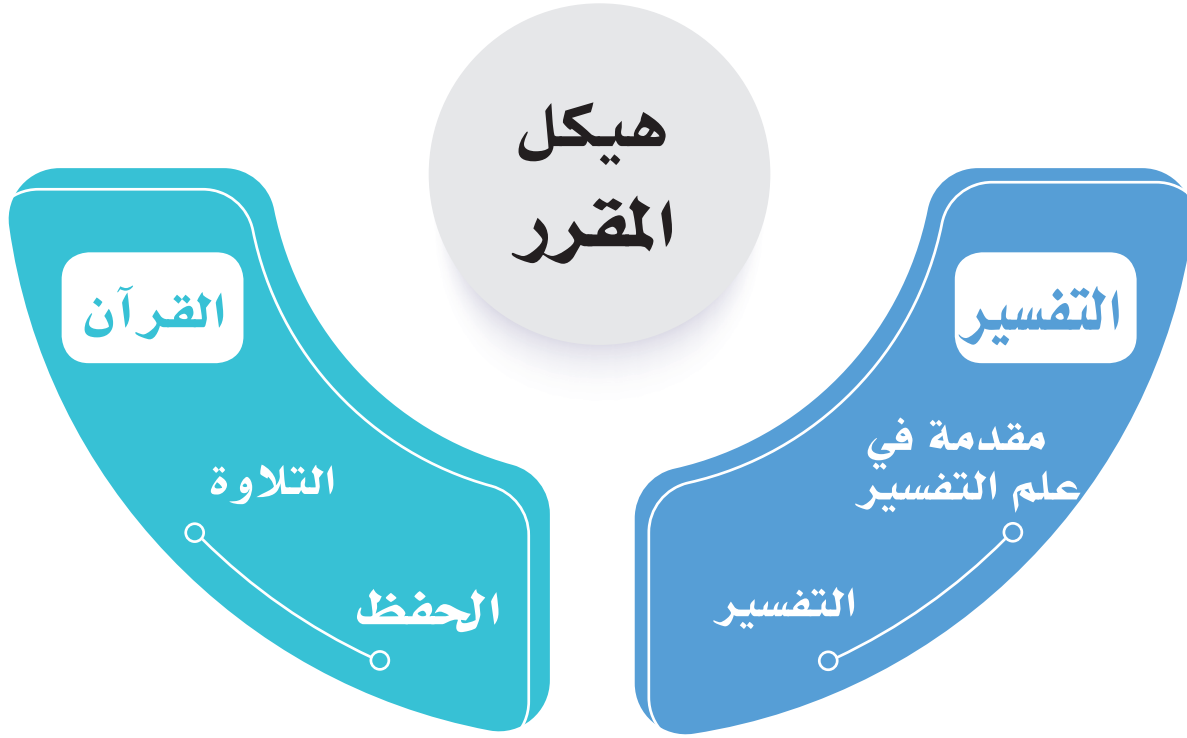 هيكل
المقرر
التفسير
مقدمة في
علم التفسير
التفسير
القرآن
التلاوة
الحفظ